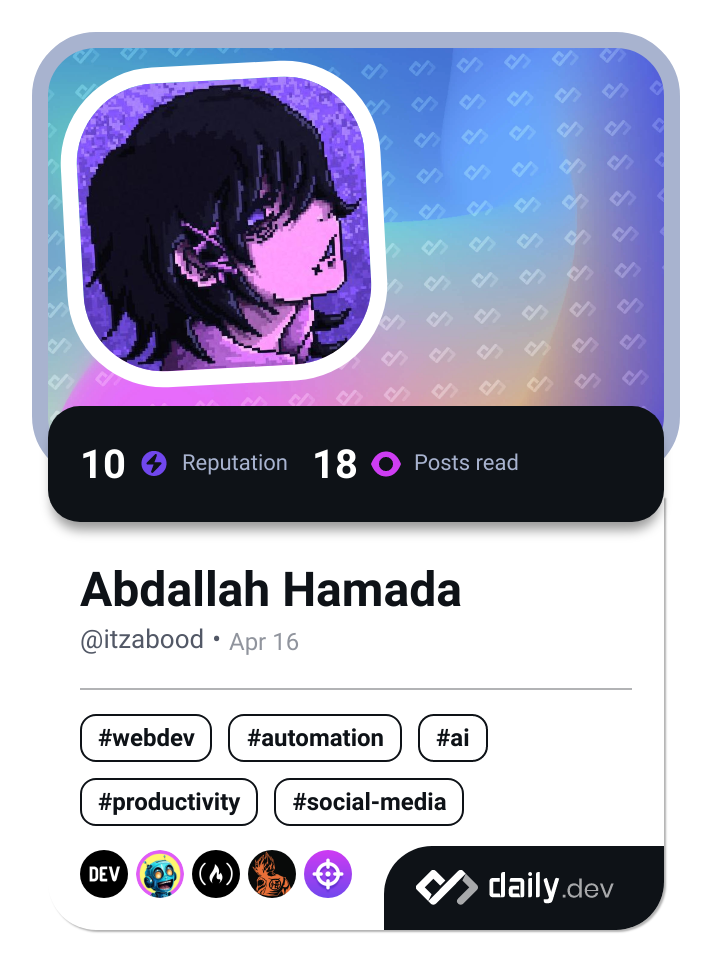 10 Reputation 18 Posts read
Abdallah Hamada
@itzabood • Apr 16
#webdev #automation #ai
#productivity #social-media
DEV
daily.dev